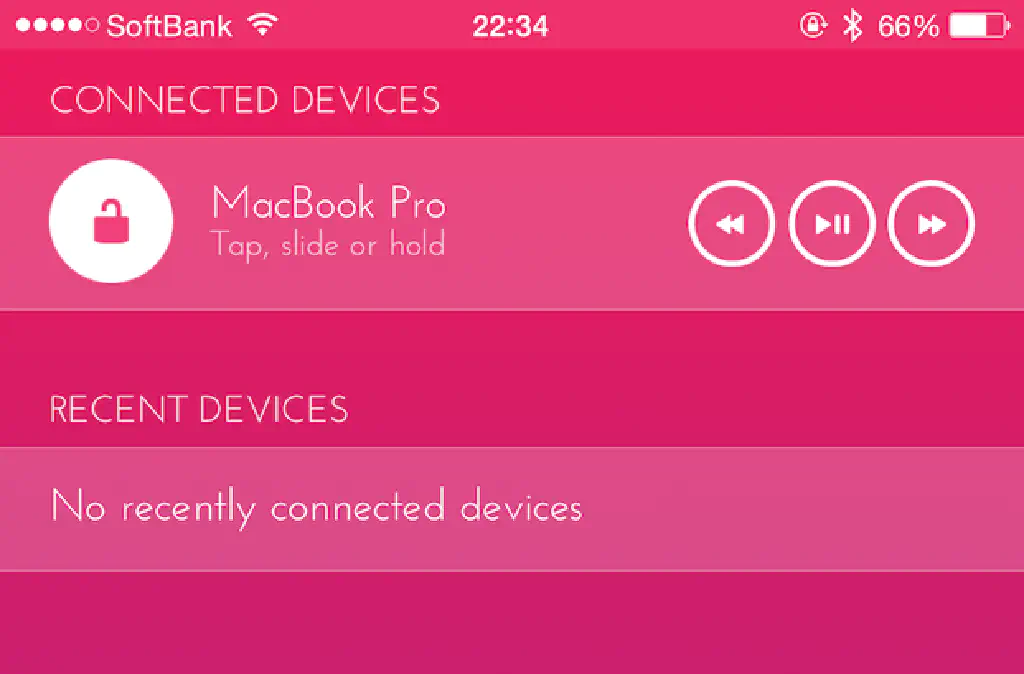 SoftBank 22:34 66%
CONNECTED DEVICES
MacBook Pro
Tap, slide or hold
RECENT DEVICES
No recently connected devices